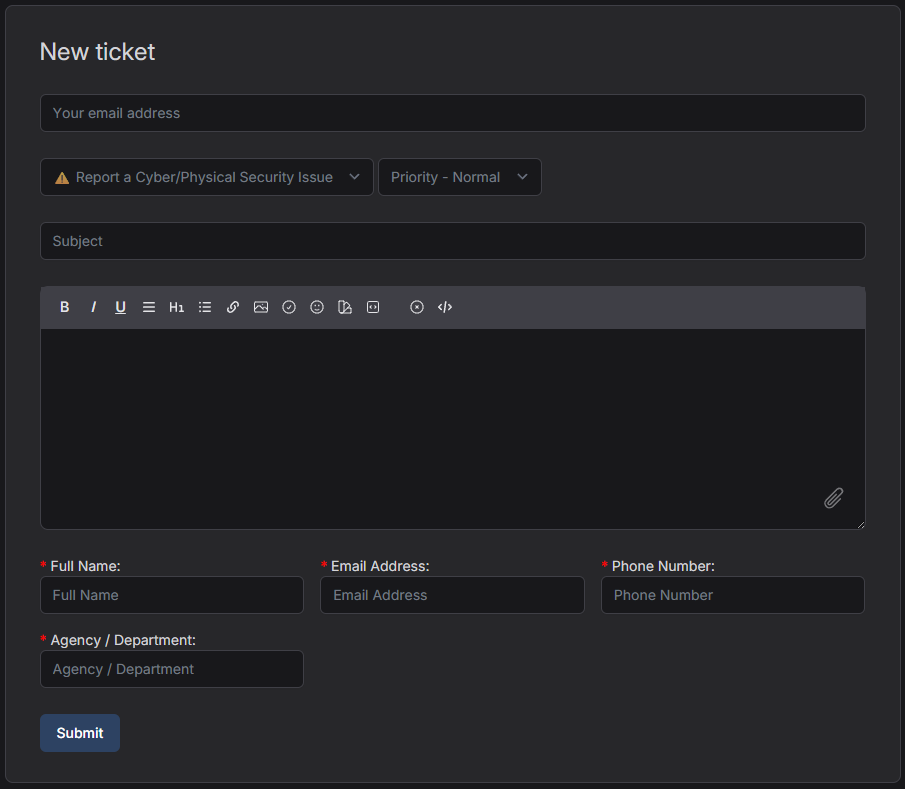 New ticket
Your email address
⚠ Report a Cyber/Physical Security Issue Priority - Normal
Subject
B I U H1
* Full Name: * Email Address: * Phone Number:
Full Name Email Address Phone Number
* Agency / Department:
Agency / Department
Submit